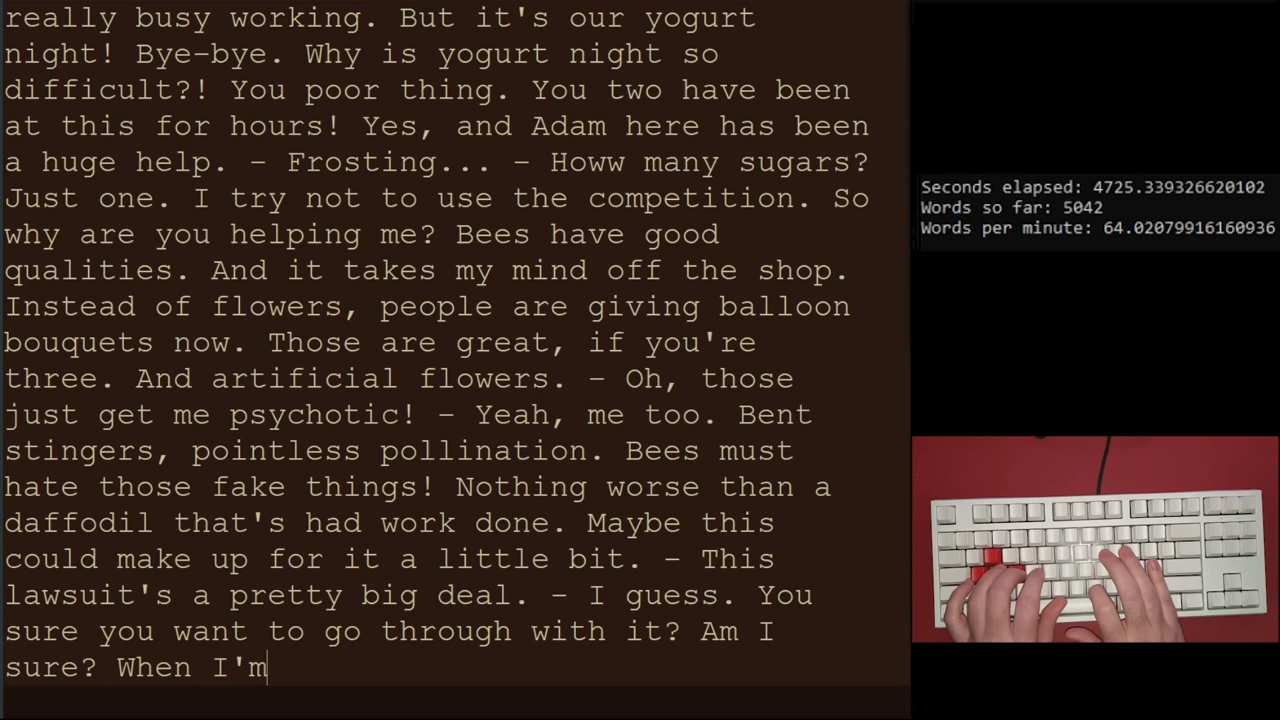 really busy working. But it's our yogurt
night! Bye-bye. Why is yogurt night so
difficult?! You poor thing. You two have been
at this for hours! Yes, and Adam here has been
a huge help. - Frosting... - Howw many sugars?
Just one. I try not to use the competition. So
why are you helping me? Bees have good
qualities. And it takes my mind off the shop.
Instead of flowers, people are giving balloon
bouquets now. Those are great, if you're
three. And artificial flowers. - Oh, those
just get me psychotic! - Yeah, me too. Bent
stingers, pointless pollination. Bees must
hate those fake things! Nothing worse than a
daffodil that's had work done. Maybe this
could make up for it a little bit. - This
lawsuit's a pretty big deal. - I guess. You
sure you want to go through with it? Am I
sure? When I'm
Seconds elapsed: 4725.339326620102
Words so far: 5042
Words per minute: 64.02079916160936